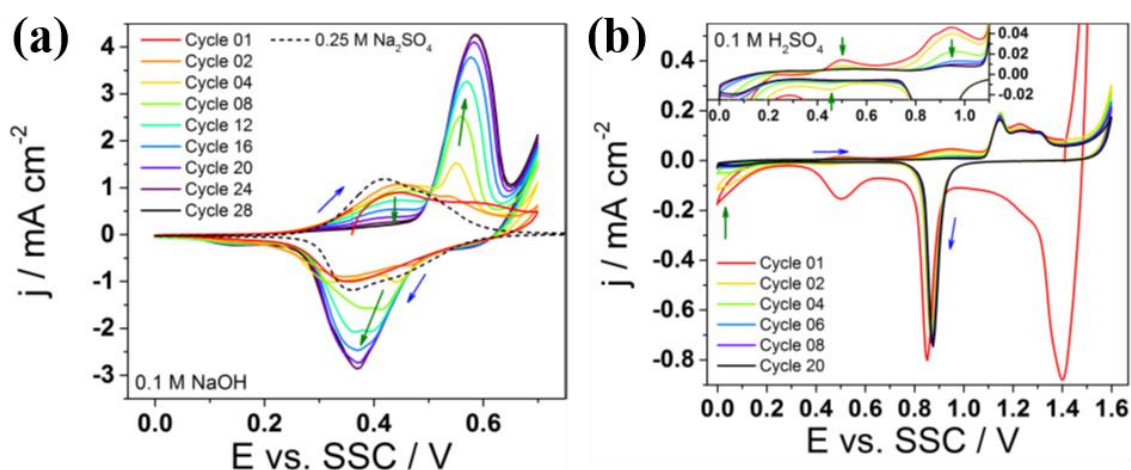 (a)
Cycle 01
Cycle 02
Cycle 04
Cycle 08
Cycle 12
Cycle 16
Cycle 20
Cycle 24
Cycle 28
0.25 M Na₂SO₄
4
3
2
1
0
-1
-2
-3
j / mA cm⁻²
0.1 M NaOH
0.0 0.2 0.4 0.6
E vs. SSC / V
(b)
0.1 M H₂SO₄
0.04
0.02
0.00
-0.02
0.0 0.2 0.4 0.6 0.8 1.0
0.4
0.2
0.0
-0.2
-0.4
-0.6
-0.8
j / mA cm⁻²
Cycle 01
Cycle 02
Cycle 04
Cycle 06
Cycle 08
Cycle 20
0.0 0.2 0.4 0.6 0.8 1.0 1.2 1.4 1.6
E vs. SSC / V